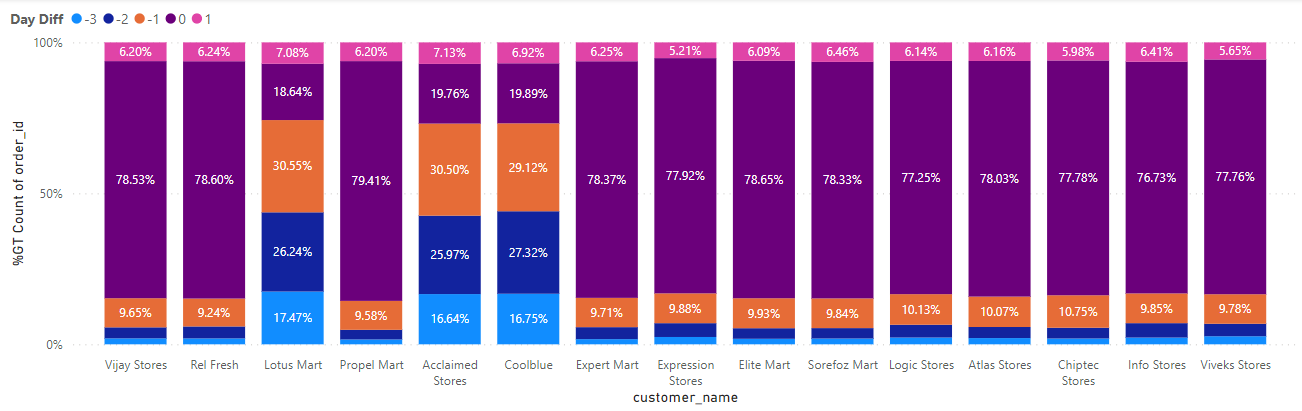 Day Diff -3 -2 -1 0 1
100%
6.20% 6.24% 7.08% 6.20% 7.13% 6.92% 6.25% 5.21% 6.09% 6.46% 6.14% 6.16% 5.98% 6.41% 5.65%
18.64% 19.76% 19.89%
30.55% 30.50% 29.12%
78.53% 78.60% 79.41% 78.37% 77.92% 78.65% 78.33% 77.25% 78.03% 77.78% 76.73% 77.76%
50%
26.24% 25.97% 27.32%
9.65% 9.24% 17.47% 9.58% 16.64% 16.75% 9.71% 9.88% 9.93% 9.84% 10.13% 10.07% 10.75% 9.85% 9.78%
0%
%GT Count of order_id
Vijay Stores Rel Fresh Lotus Mart Propel Mart Acclaimed Coolblue Expert Mart Expression Elite Mart Sorefoz Mart Logic Stores Atlas Stores Chiptec Info Stores Viveks Stores
Stores Stores Stores
customer_name